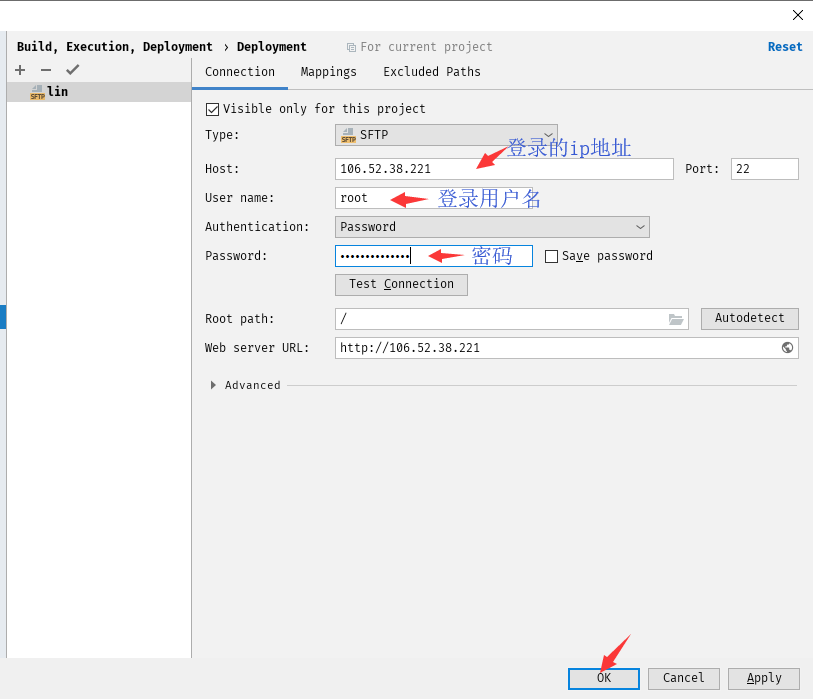 Build, Execution, Deployment › Deployment For current project Reset
Connection Mappings Excluded Paths
SFTP lin
Visible only for this project
Type: SFTP SFTP
登录的ip地址
Host: 106.52.38.221 Port: 22
User name: root 登录用户名
Authentication: Password
Password: •••••••••••••• 密码 Save password
Test Connection
Root path: / Autodetect
Web server URL: http://106.52.38.221
Advanced
OK Cancel Apply